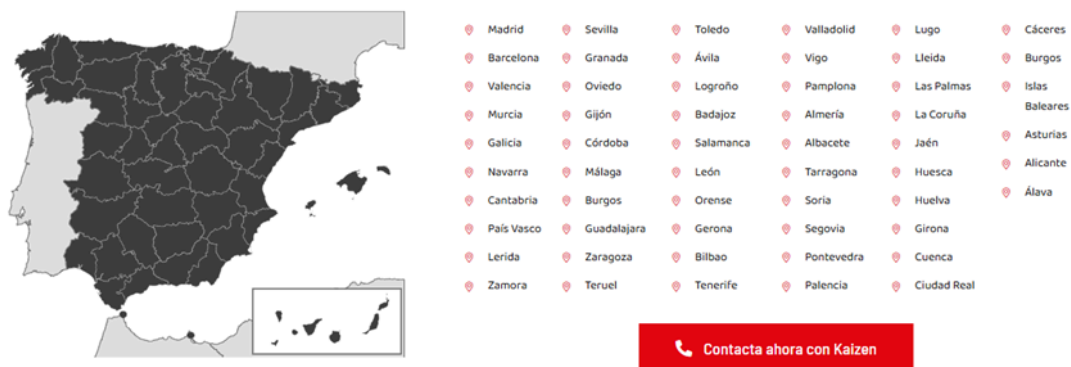 Madrid
Barcelona
Valencia
Murcia
Galicia
Navarra
Cantabria
País Vasco
Lerida
Zamora
Sevilla
Granada
Oviedo
Gijón
Córdoba
Málaga
Burgos
Guadalajara
Zaragoza
Teruel
Toledo
Ávila
Logroño
Badajoz
Salamanca
León
Orense
Gerona
Bilbao
Tenerife
Valladolid
Vigo
Pamplona
Almería
Albacete
Tarragona
Soria
Segovia
Pontevedra
Palencia
Lugo
Lleida
Las Palmas
La Coruña
Jaén
Huesca
Huelva
Girona
Cuenca
Ciudad Real
Cáceres
Burgos
Islas
Baleares
Asturias
Alicante
Álava
Contacta ahora con Kaizen